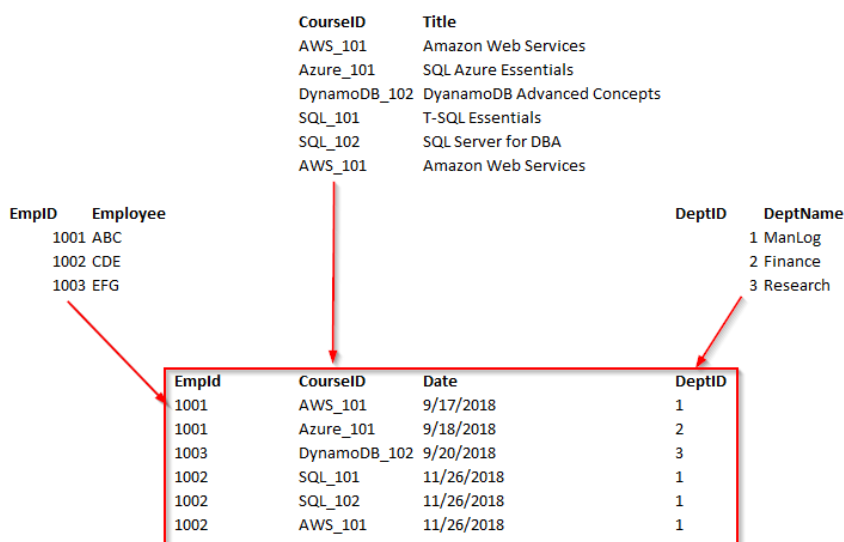 CourseID Title
AWS_101 Amazon Web Services
Azure_101 SQL Azure Essentials
DynamoDB_102 DyanamoDB Advanced Concepts
SQL_101 T-SQL Essentials
SQL_102 SQL Server for DBA
AWS_101 Amazon Web Services
EmpID Employee
1001 ABC
1002 CDE
1003 EFG
DeptID DeptName
1 ManLog
2 Finance
3 Research
EmpId CourseID Date DeptID
1001 AWS_101 9/17/2018 1
1001 Azure_101 9/18/2018 2
1003 DynamoDB_102 9/20/2018 3
1002 SQL_101 11/26/2018 1
1002 SQL_102 11/26/2018 1
1002 AWS_101 11/26/2018 1